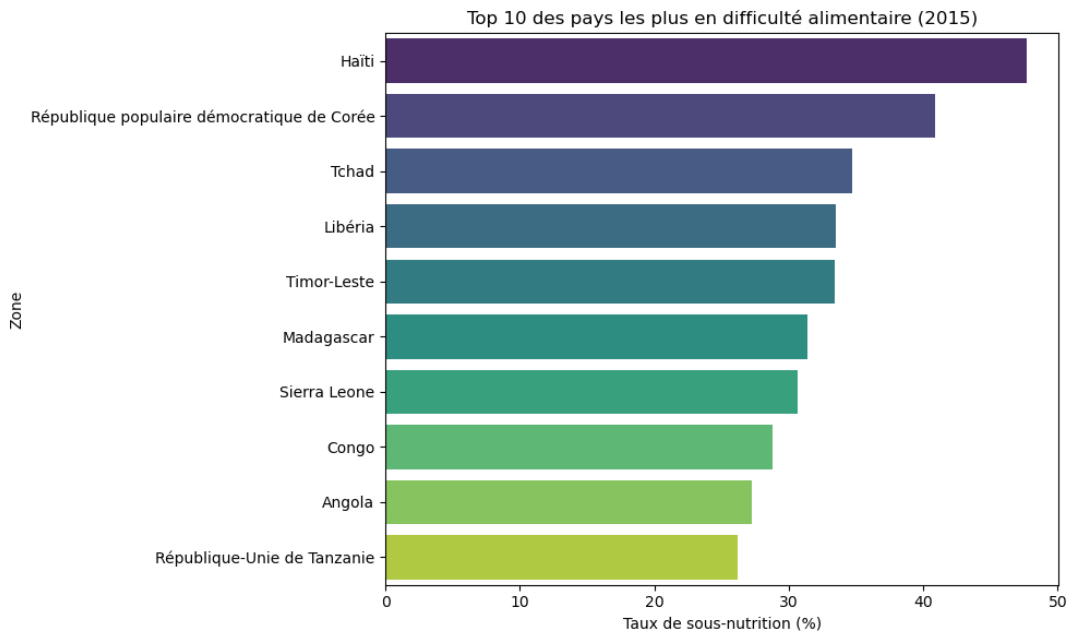 Top 10 des pays les plus en difficulté alimentaire (2015)
Haïti
République populaire démocratique de Corée
Tchad
Libéria
Timor-Leste
Madagascar
Sierra Leone
Congo
Angola
République-Unie de Tanzanie
Zone
0 10 20 30 40 50
Taux de sous-nutrition (%)